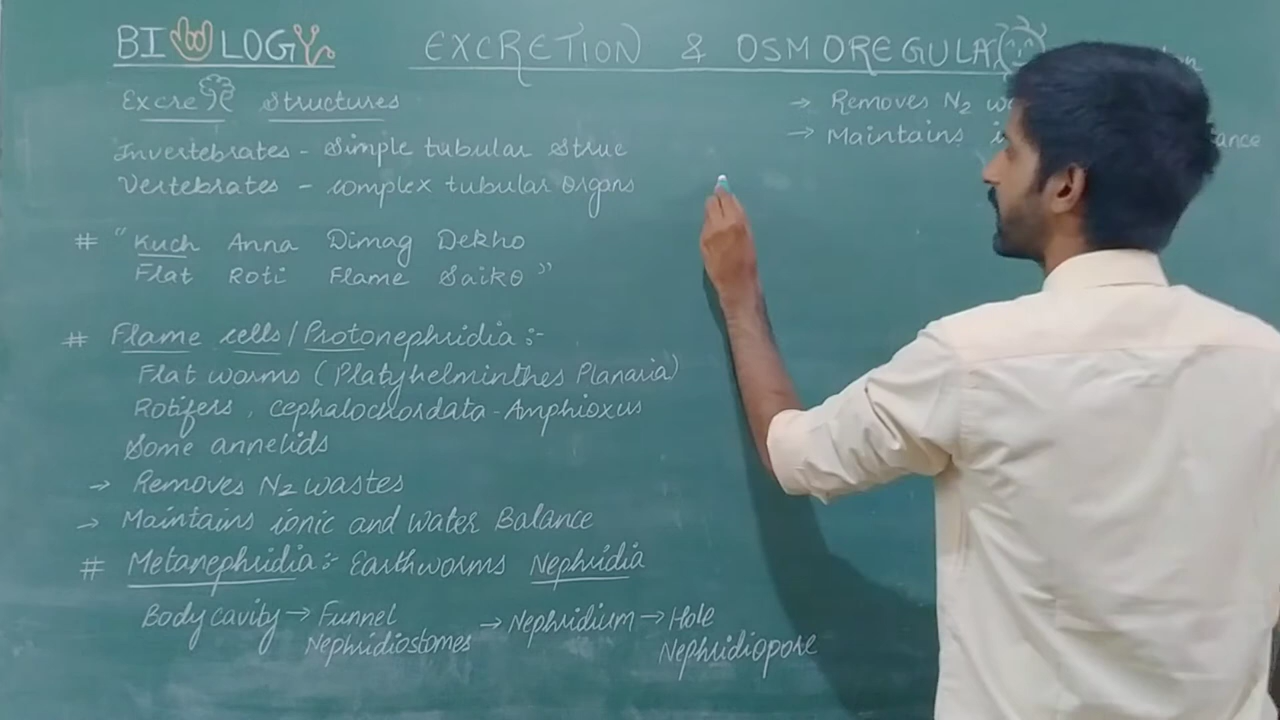 BIOLOGY EXCRETION & OSMOREGULA
Excre Structures
Invertebrates - Simple tubular Struc
Vertebrates - complex tubular Organs
# "Kuch Anna Dimag Dekho
Flat Roti Flame Saiko"
# Flame cells / Protonephridia :-
Flat worms (Platyhelminthes Planaria)
Rotifers, Cephalochordata - Amphioxus
Some annelids
→ Removes N2 wastes
→ Maintains ionic and water Balance
# Metanephridia :- Earthworms Nephridia
Body cavity → Funnel → Nephridium → Hole
Nephridiostomes Nephridiopore
→ Removes N2
→ Maintains